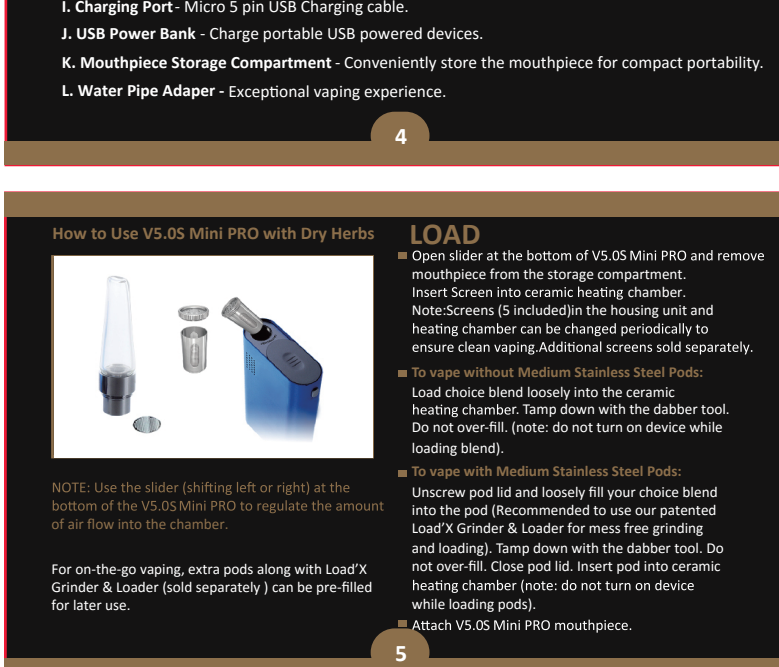 I. Charging Port - Micro 5 pin USB Charging cable.
J. USB Power Bank - Charge portable USB powered devices.
K. Mouthpiece Storage Compartment - Conveniently store the mouthpiece for compact portability.
L. Water Pipe Adaper - Exceptional vaping experience.
4
How to Use V5.0S Mini PRO with Dry Herbs
NOTE: Use the slider (shifting left or right) at the
bottom of the V5.0S Mini PRO to regulate the amount
of air flow into the chamber.
For on-the-go vaping, extra pods along with Load'X
Grinder & Loader (sold separately ) can be pre-filled
for later use.
LOAD
Open slider at the bottom of V5.0S Mini PRO and remove
mouthpiece from the storage compartment.
Insert Screen into ceramic heating chamber.
Note:Screens (5 included)in the housing unit and
heating chamber can be changed periodically to
ensure clean vaping.Additional screens sold separately.
To vape without Medium Stainless Steel Pods:
Load choice blend loosely into the ceramic
heating chamber. Tamp down with the dabber tool.
Do not over-fill. (note: do not turn on device while
loading blend).
To vape with Medium Stainless Steel Pods:
Unscrew pod lid and loosely fill your choice blend
into the pod (Recommended to use our patented
Load'X Grinder & Loader for mess free grinding
and loading). Tamp down with the dabber tool. Do
not over-fill. Close pod lid. Insert pod into ceramic
heating chamber (note: do not turn on device
while loading pods).
Attach V5.0S Mini PRO mouthpiece.
5